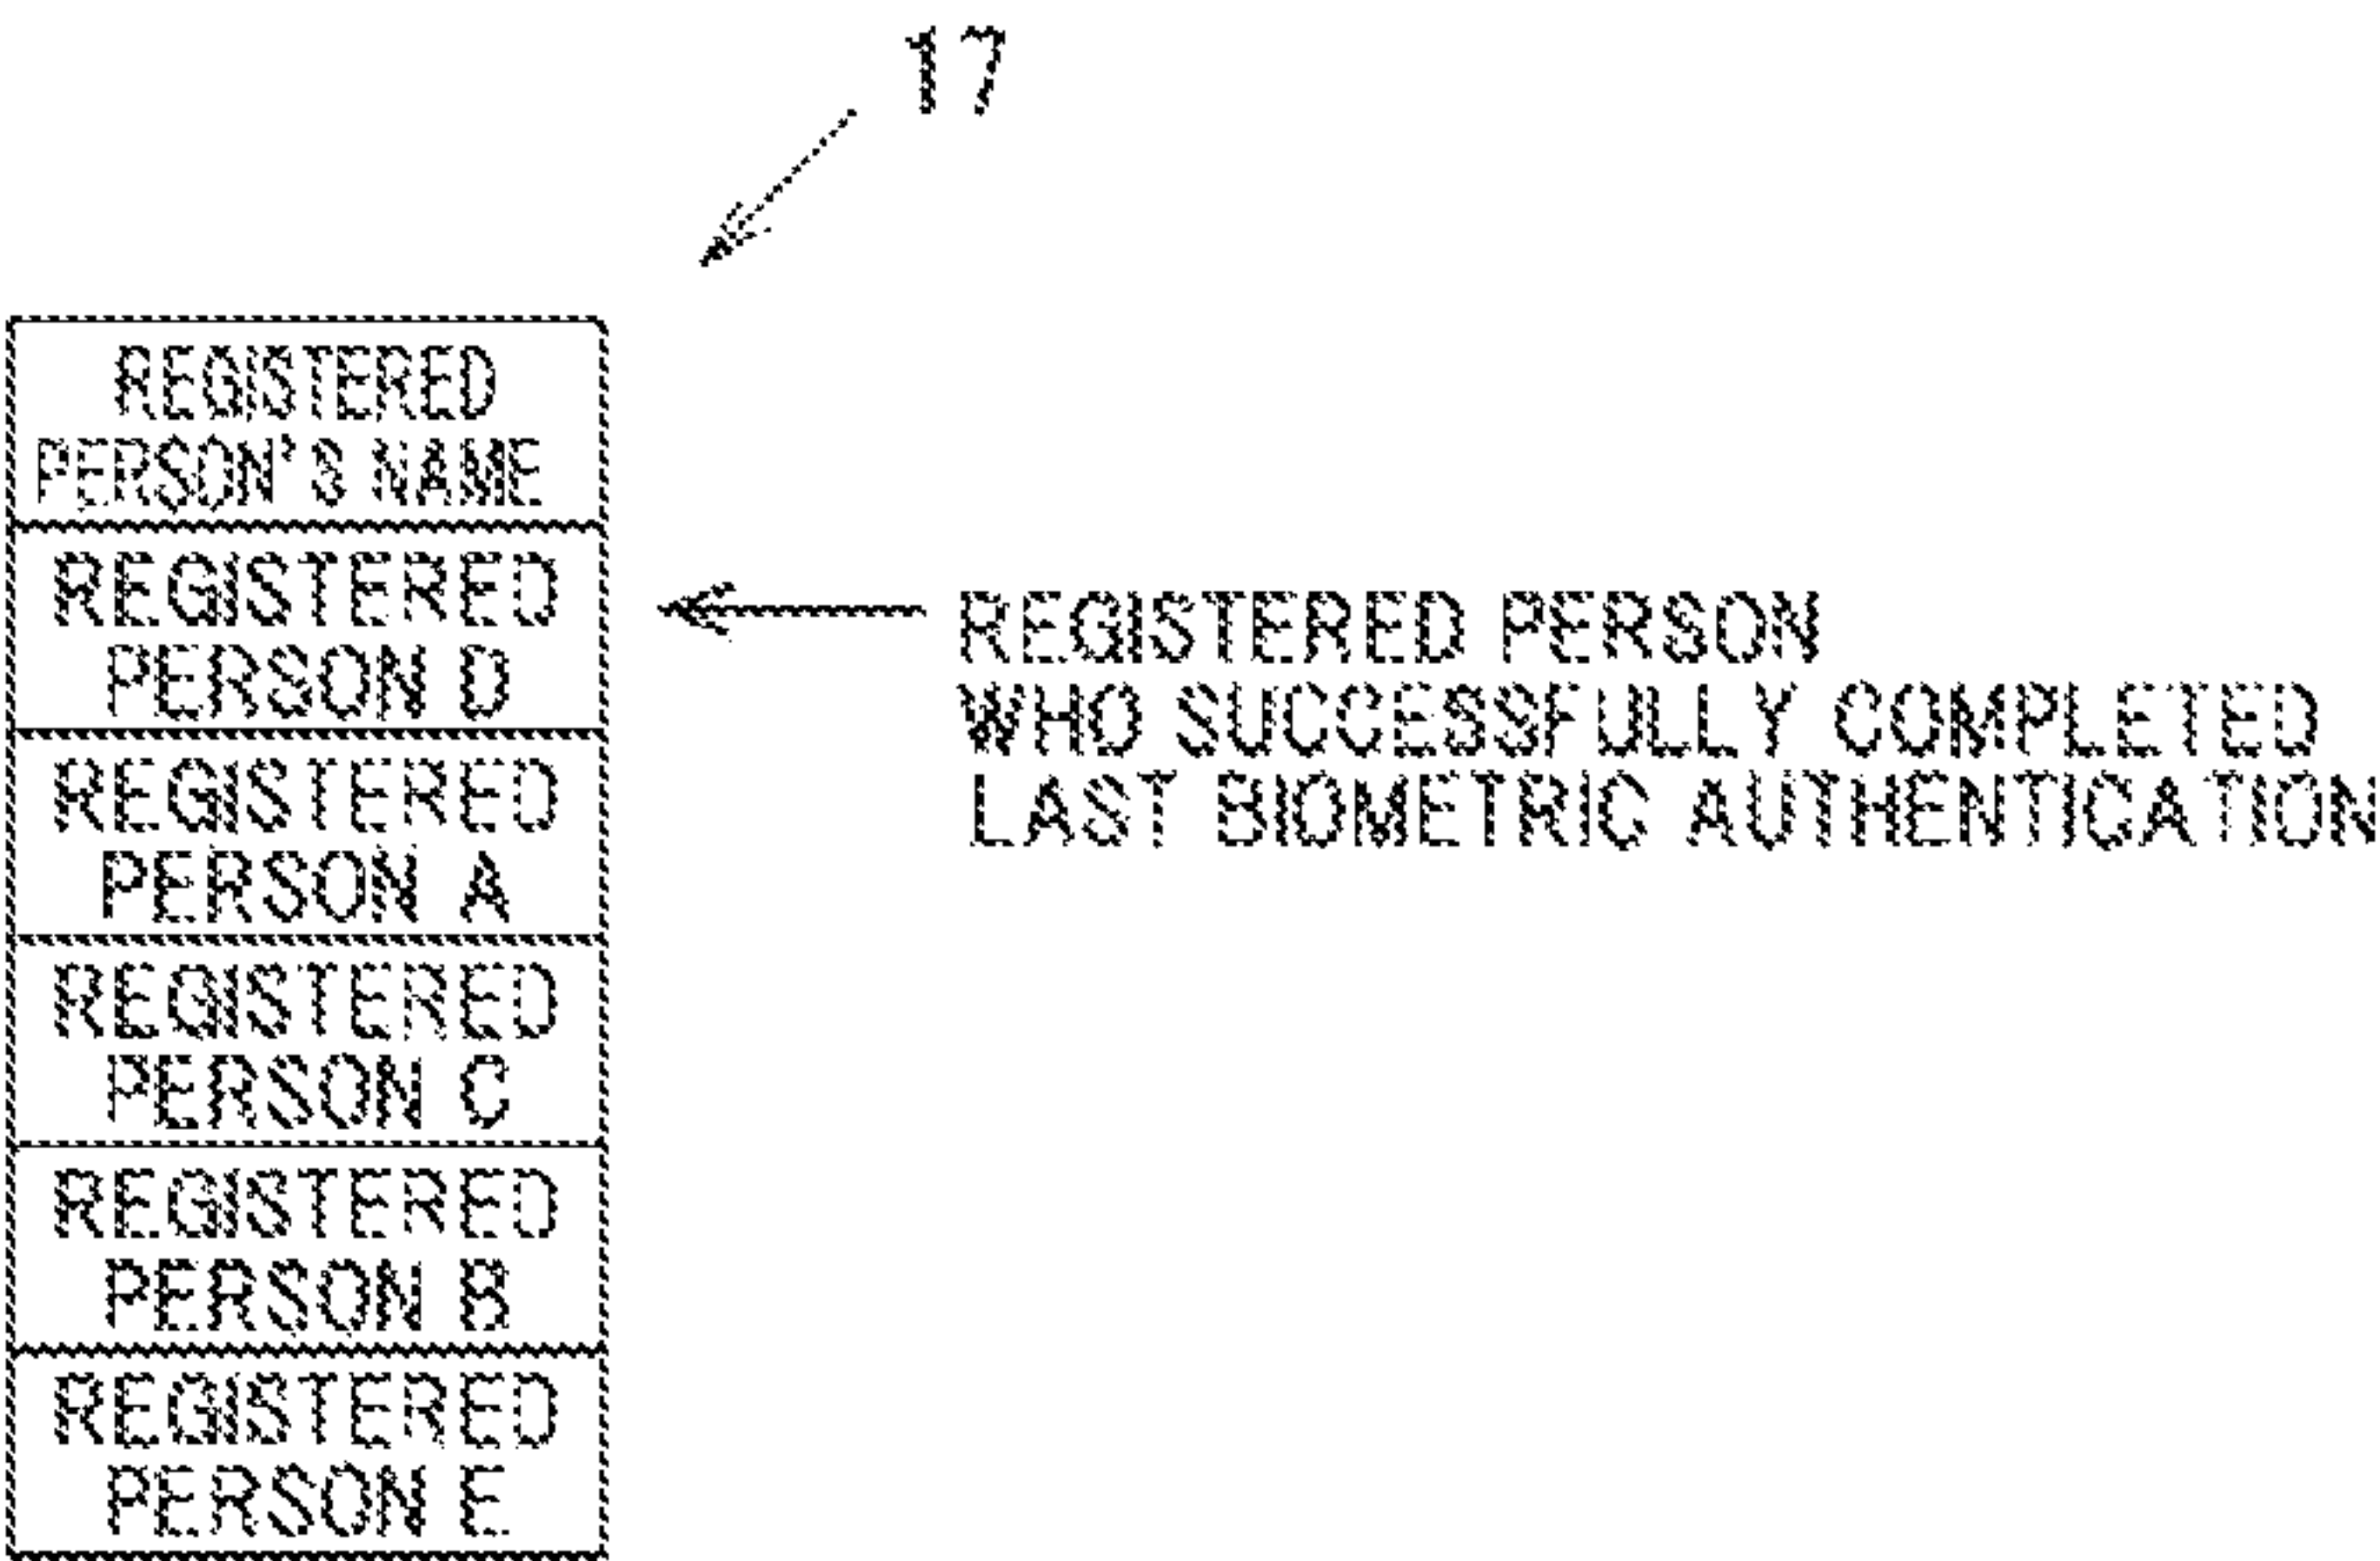 17
REGISTERED
PERSON'S NAME
REGISTERED
PERSON D
REGISTERED PERSON
WHO SUCCESSFULLY COMPLETED
LAST BIOMETRIC AUTHENTICATION
REGISTERED
PERSON A
REGISTERED
PERSON C
REGISTERED
PERSON B
REGISTERED
PERSON E